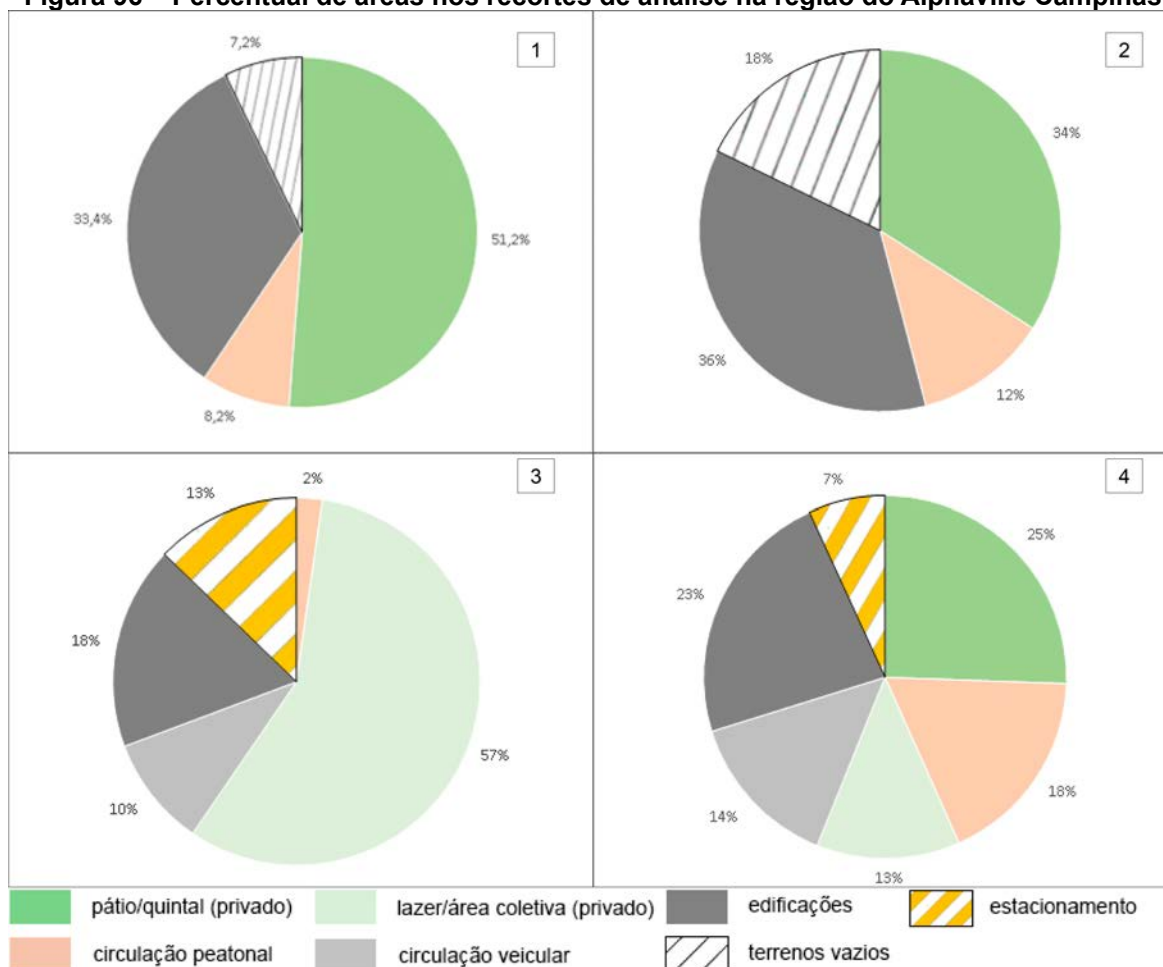 Figura 96 – Percentual de áreas nos recortes de análise na região do Alphaville Campinas
1
7,2%
51,2%
33,4%
8,2%
2
18%
34%
36%
12%
3
13%
2%
18%
57%
10%
4
7%
25%
23%
18%
14%
13%
pátio/quintal (privado)
lazer/área coletiva (privado)
edificações
estacionamento
circulação peatonal
circulação veicular
terrenos vazios